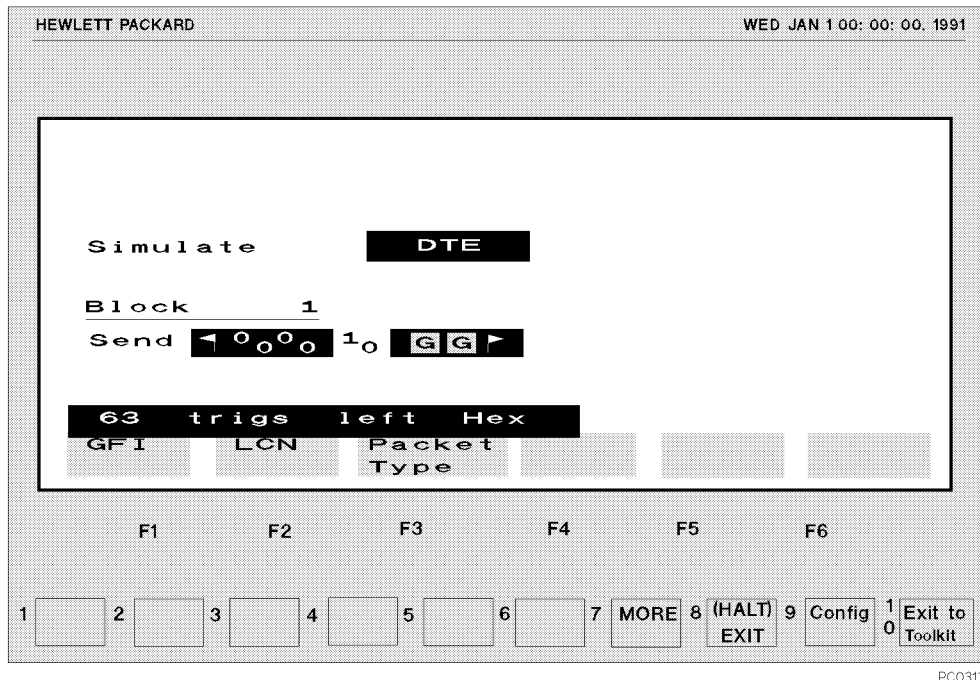 HEWLETT PACKARD WED JAN 1 00: 00: 00. 1991
Simulate DTE
Block 1
Send 0000 10 GG
63 trigs left Hex
GFI LCN Packet Type
F1 F2 F3 F4 F5 F6
1 2 3 4 5 6 7 MORE 8 (HALT) EXIT 9 Config 10 Exit to Toolkit